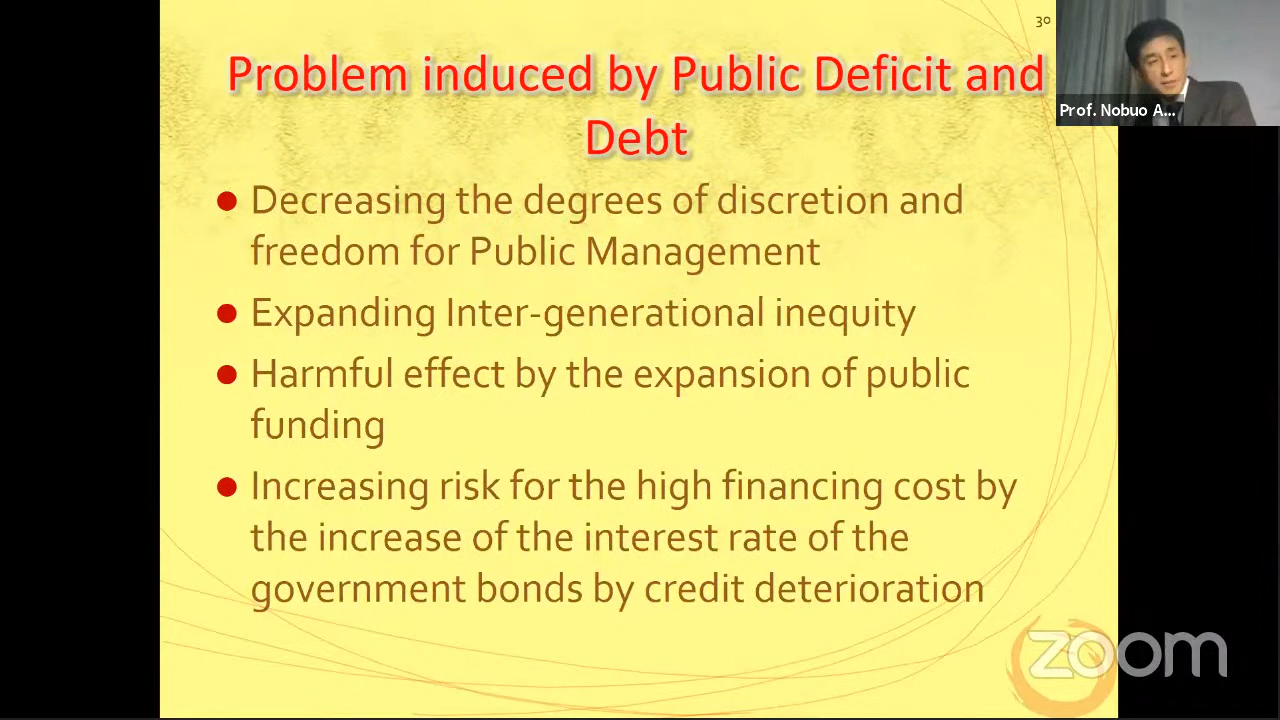 30
Problem induced by Public Deficit and
Debt
Prof. Nobuo A...
● Decreasing the degrees of discretion and
freedom for Public Management
● Expanding Inter-generational inequity
● Harmful effect by the expansion of public
funding
● Increasing risk for the high financing cost by
the increase of the interest rate of the
government bonds by credit deterioration
zoom